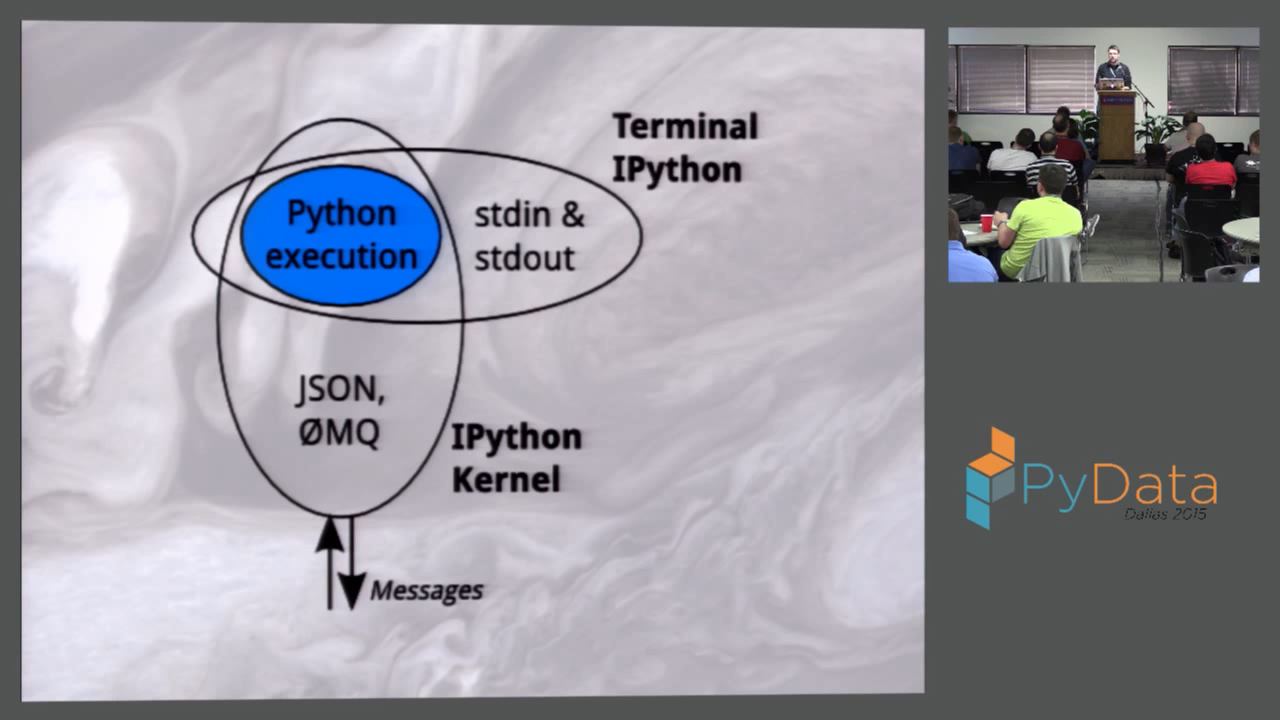 Terminal
IPython
Python
execution
stdin &
stdout
JSON,
ØMQ
IPython
Kernel
Messages
PyData
Dallas 2015